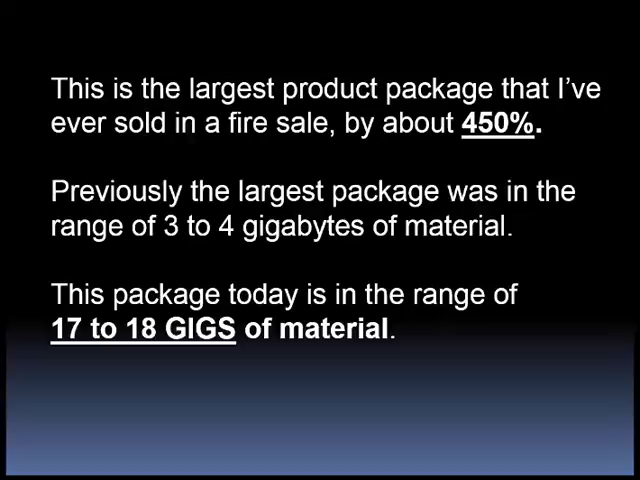 This is the largest product package that I’ve
ever sold in a fire sale, by about 450%.
Previously the largest package was in the
range of 3 to 4 gigabytes of material.
This package today is in the range of
17 to 18 GIGS of material.